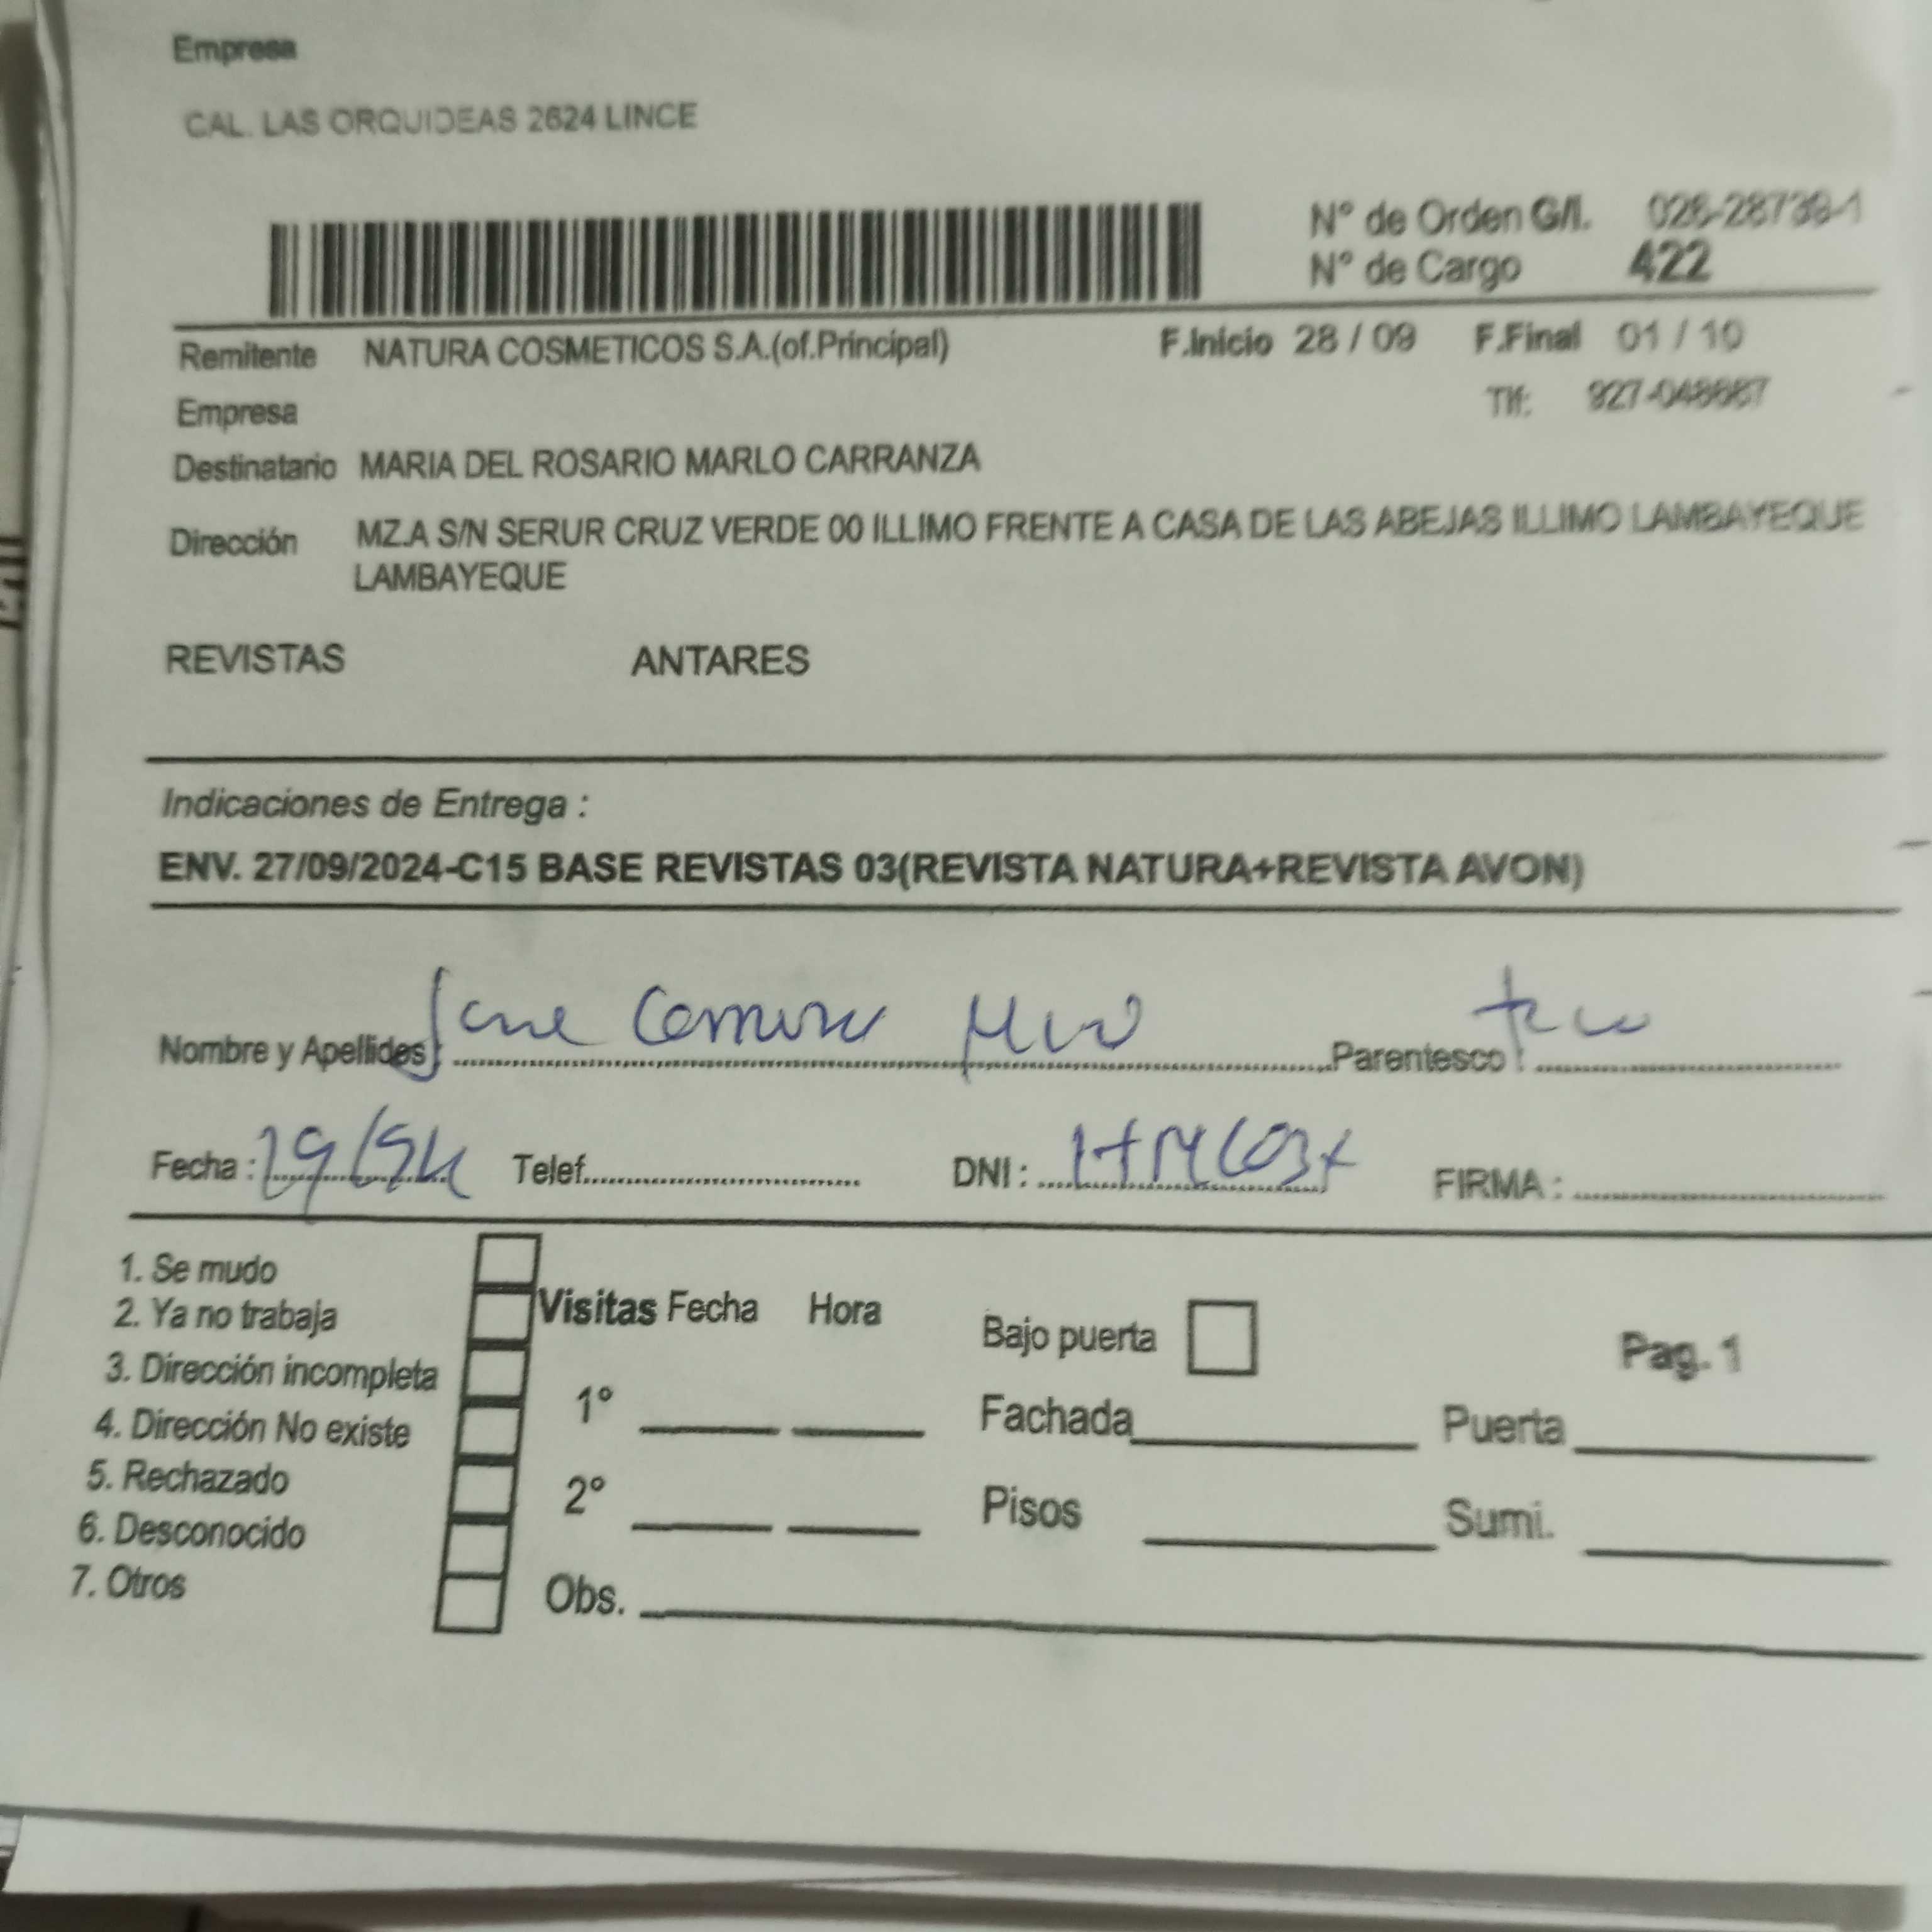 Empresa
CAL. LAS ORQUIDEAS 2624 LINCE
N° de Orden G/I. 026-28738-1
N° de Cargo 422
Remitente NATURA COSMETICOS S.A.(of.Principal) F.Inicio 28 / 09 F.Final 01 / 10
Empresa Tlf:
Destinatario MARIA DEL ROSARIO MARLO CARRANZA
Dirección MZ.A S/N SERUR CRUZ VERDE 00 ILLIMO FRENTE A CASA DE LAS ABEJAS ILLIMO LAMBAYEQUE
LAMBAYEQUE
REVISTAS ANTARES
Indicaciones de Entrega :
ENV. 27/09/2024-C15 BASE REVISTAS 03(REVISTA NATURA+REVISTA AVON)
Nombre y Apellidos: Parentesco :
Fecha : Telef. DNI : FIRMA :
1. Se mudo
2. Ya no trabaja Visitas Fecha Hora Bajo puerta Pag. 1
3. Dirección incompleta
4. Dirección No existe 1° Fachada Puerta
5. Rechazado 2° Pisos Sumi.
6. Desconocido
7. Otros Obs.